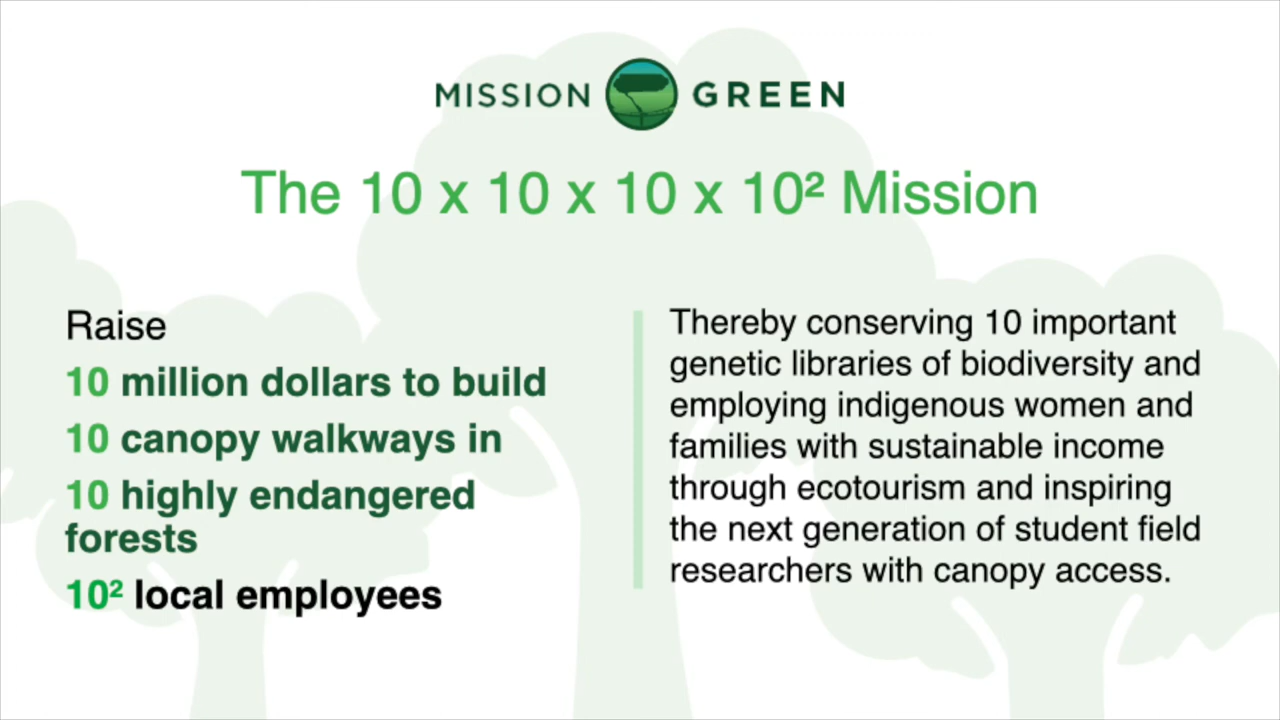 MISSION GREEN
The 10 x 10 x 10 x 10² Mission
Raise
10 million dollars to build
10 canopy walkways in
10 highly endangered
forests
10² local employees
Thereby conserving 10 important
genetic libraries of biodiversity and
employing indigenous women and
families with sustainable income
through ecotourism and inspiring
the next generation of student field
researchers with canopy access.